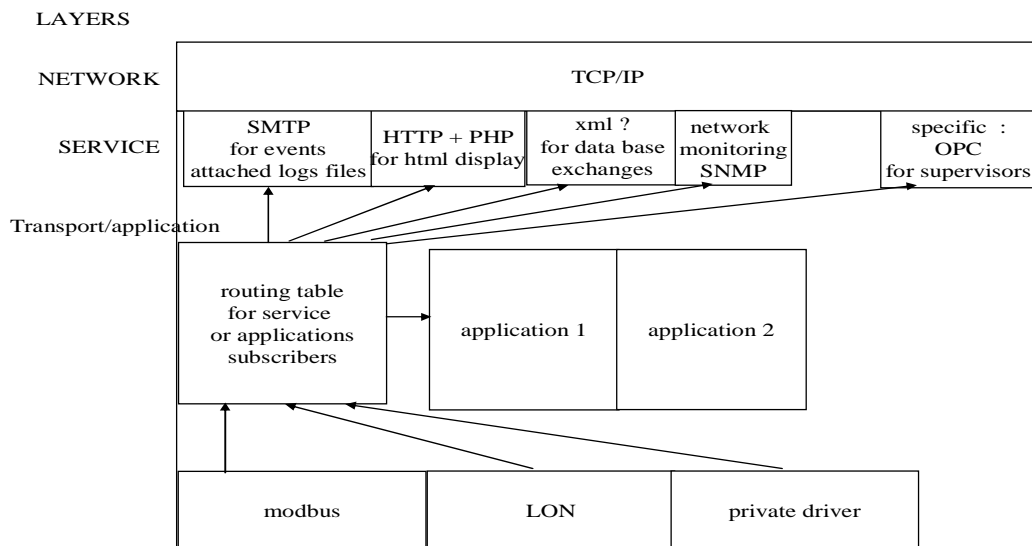 LAYERS
NETWORK
TCP/IP
SERVICE
SMTP
for events
attached logs files
HTTP + PHP
for html display
xml ?
for data base
exchanges
network
monitoring
SNMP
specific :
OPC
for supervisors
Transport/application
routing table
for service
or applications
subscribers
application 1
application 2
modbus
LON
private driver